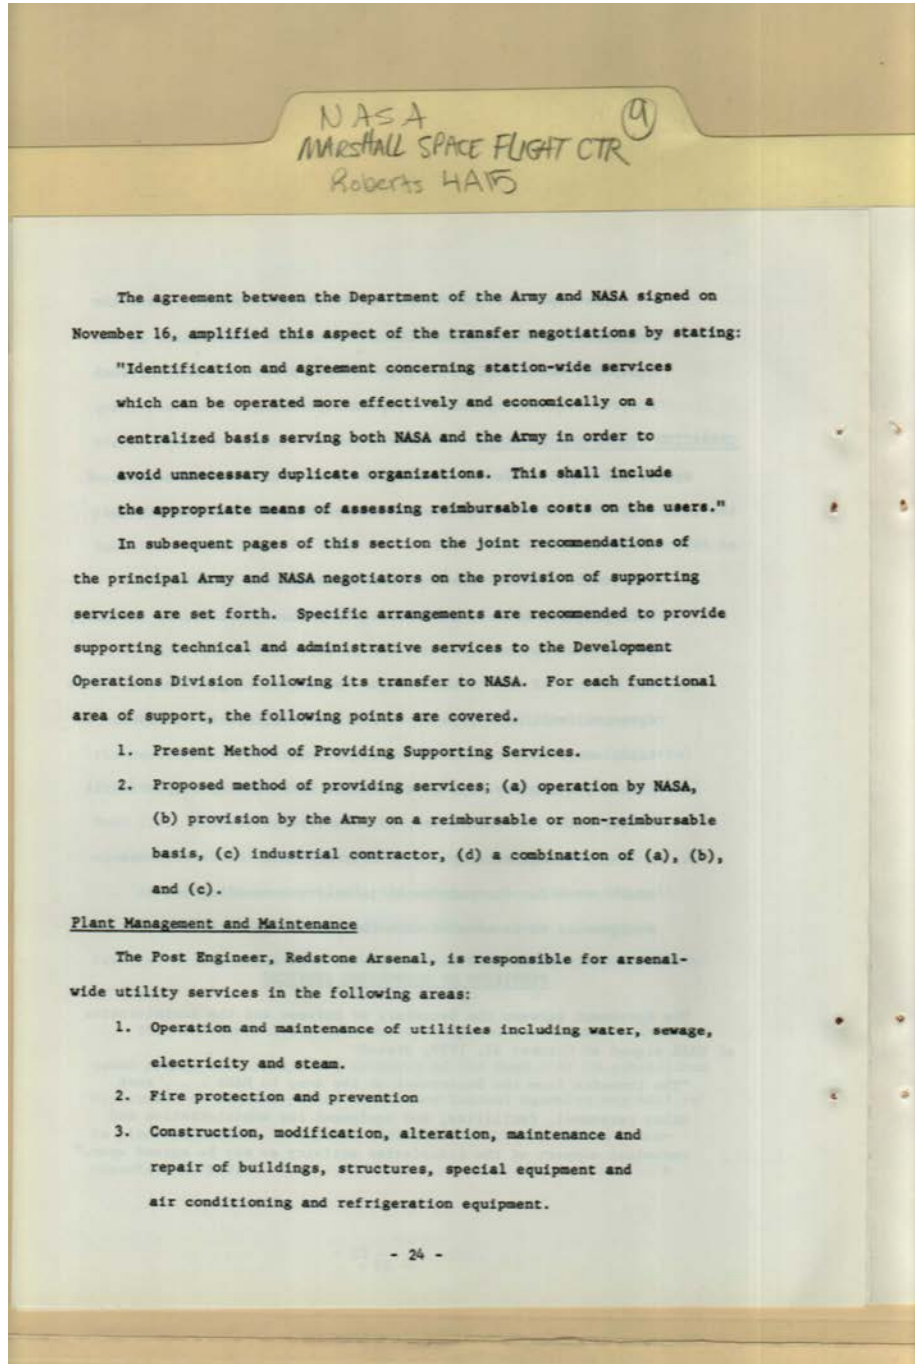 NASA 9
MARSHALL SPACE FLIGHT CTR
Roberts
The agreement between the Department of the Army and NASA signed on
November 16, amplified this aspect of the transfer negotiations by stating:
"Identification and agreement concerning station-wide services
which can be operated more effectively and economically on a
centralized basis serving both NASA and the Army in order to
avoid unnecessary duplicate organizations. This shall include
the appropriate means of assessing reimbursable costs on the users."
In subsequent pages of this section the joint recommendations of
the principal Army and NASA negotiators on the provision of supporting
services are set forth. Specific arrangements are recommended to provide
supporting technical and administrative services to the Development
Operations Division following its transfer to NASA. For each functional
area of support, the following points are covered.
1. Present Method of Providing Supporting Services.
2. Proposed method of providing services; (a) operation by NASA,
(b) provision by the Army on a reimbursable or non-reimbursable
basis, (c) industrial contractor, (d) a combination of (a), (b),
and (c).
Plant Management and Maintenance
The Post Engineer, Redstone Arsenal, is responsible for arsenal-
wide utility services in the following areas:
1. Operation and maintenance of utilities including water, sewage,
electricity and steam.
2. Fire protection and prevention
3. Construction, modification, alteration, maintenance and
repair of buildings, structures, special equipment and
air conditioning and refrigeration equipment.
- 24 -